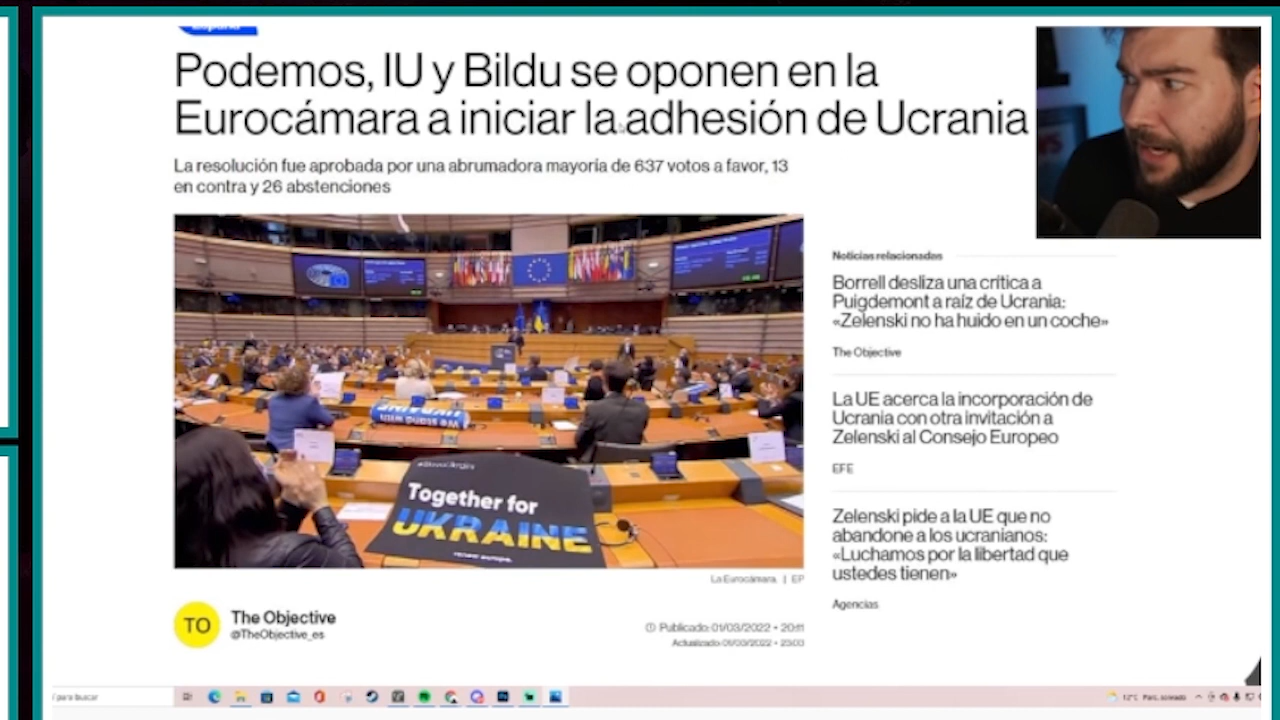 Podemos, IU y Bildu se oponen en la
Eurocámara a iniciar la adhesión de Ucrania
La resolución fue aprobada por una abrumadora mayoría de 637 votos a favor, 13
en contra y 26 abstenciones
Noticias relacionadas
Borrell desliza una crítica a
Puigdemont a raíz de Ucrania:
«Zelenski no ha huido en un coche»
The Objective
La UE acerca la incorporación de
Ucrania con otra invitación a
Zelenski al Consejo Europeo
EFE
Zelenski pide a la UE que no
abandone a los ucranianos:
«Luchamos por la libertad que
ustedes tienen»
Agencias
Together for
UKRAINE
renew europe.
La Eurocámara. | EP
TO
The Objective
@TheObjective_es
Publicado: 01/03/2022 • 20:11
Actualizado: 01/03/2022 • 23:03
para buscar
12°C